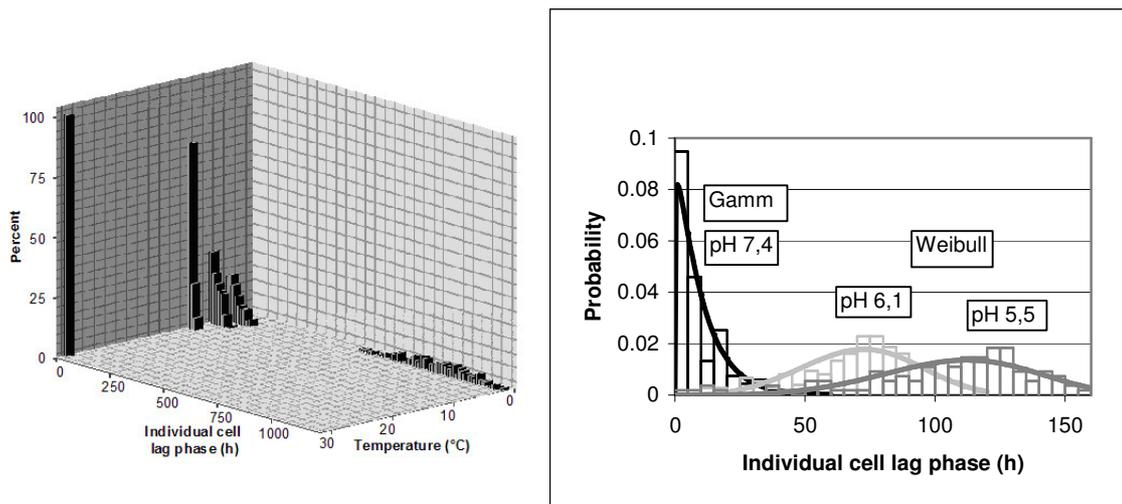 100
75
50
25
0
Percent
0
250
500
750
1000
Individual cell
lag phase (h)
30
20
10
0
Temperature (°C)
0.1
0.08
0.06
0.04
0.02
0
Probability
Gamm
pH 7,4
Weibull
pH 6,1
pH 5,5
0
50
100
150
Individual cell lag phase (h)